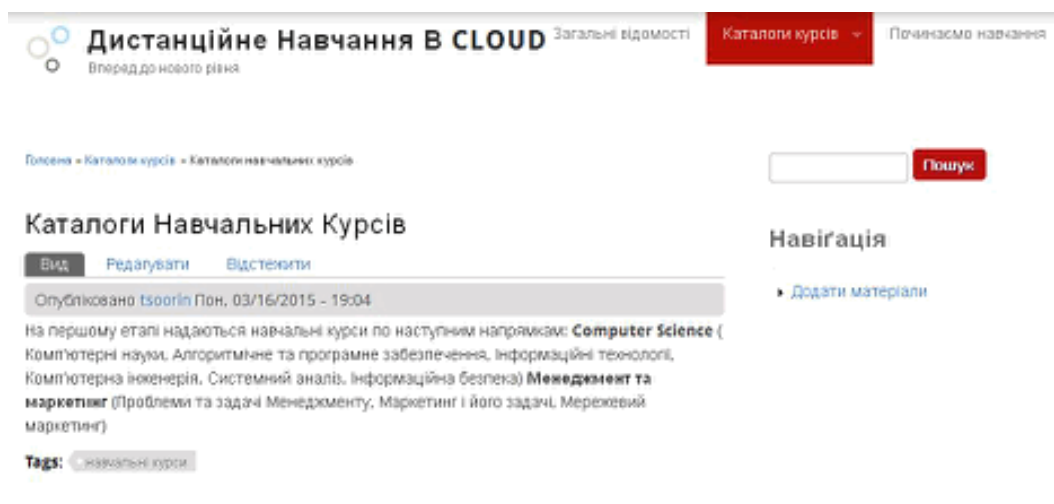 Дистанційне Навчання В CLOUD
Вперед до нового рівня
Загальні відомості
Каталоги курсів
Починаємо навчання
Головна » Каталоги курсів » Каталоги навчальних курсів
Пошук
Каталоги Навчальних Курсів
Вид Редагувати Відстежити
Опубліковано tsoorin Пон, 03/16/2015 - 19:04
На першому етапі надаються навчальні курси по наступним напрямкам: Computer Science (
Комп'ютерні науки, Алгоритмічне та програмне забезпечення, Інформаційні технології,
Комп'ютерна інженерія, Системний аналіз, Інформаційна безпека) Менеджмент та
маркетинг (Проблеми та задачі Менеджменту, Маркетинг і його задачі, Мережевий
маркетинг)
Tags: навчальні курси
Навіґація
Додати матеріали